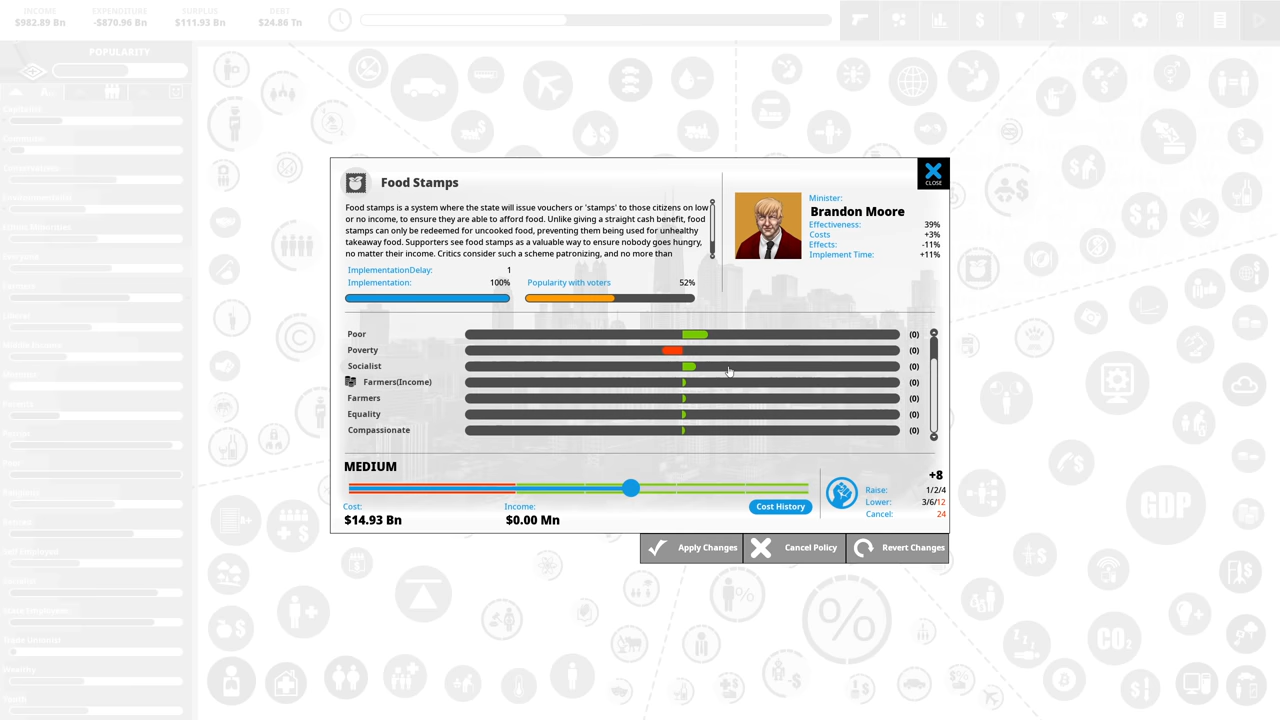 INCOME
$982.89 Bn
EXPENDITURE
-$870.96 Bn
SURPLUS
$111.93 Bn
DEBT
$24.86 Tn
POPULARITY
Food Stamps
Food stamps is a system where the state will issue vouchers or 'stamps' to those citizens on low
or no income, to ensure they are able to afford food. Unlike giving a straight cash benefit, food
stamps can only be redeemed for uncooked food, preventing them being used for unhealthy
takeaway food. Supporters see food stamps as a valuable way to ensure nobody goes hungry,
no matter their income. Critics consider such a scheme patronizing, and no more than
ImplementationDelay: 1
Implementation: 100%
Popularity with voters 52%
CLOSE
Minister:
Brandon Moore
Effectiveness: 39%
Costs +3%
Effects: -11%
Implement Time: +11%
Poor (0)
Poverty (0)
Socialist (0)
Farmers(Income) (0)
Farmers (0)
Equality (0)
Compassionate (0)
MEDIUM
Cost:
$14.93 Bn
Income:
$0.00 Mn
Cost History
+8
Raise: 1/2/4
Lower: 3/6/12
Cancel: 24
Apply Changes
Cancel Policy
Revert Changes
GDP
CO2
State Employees
Trade Unionist
Wealthy
Youth